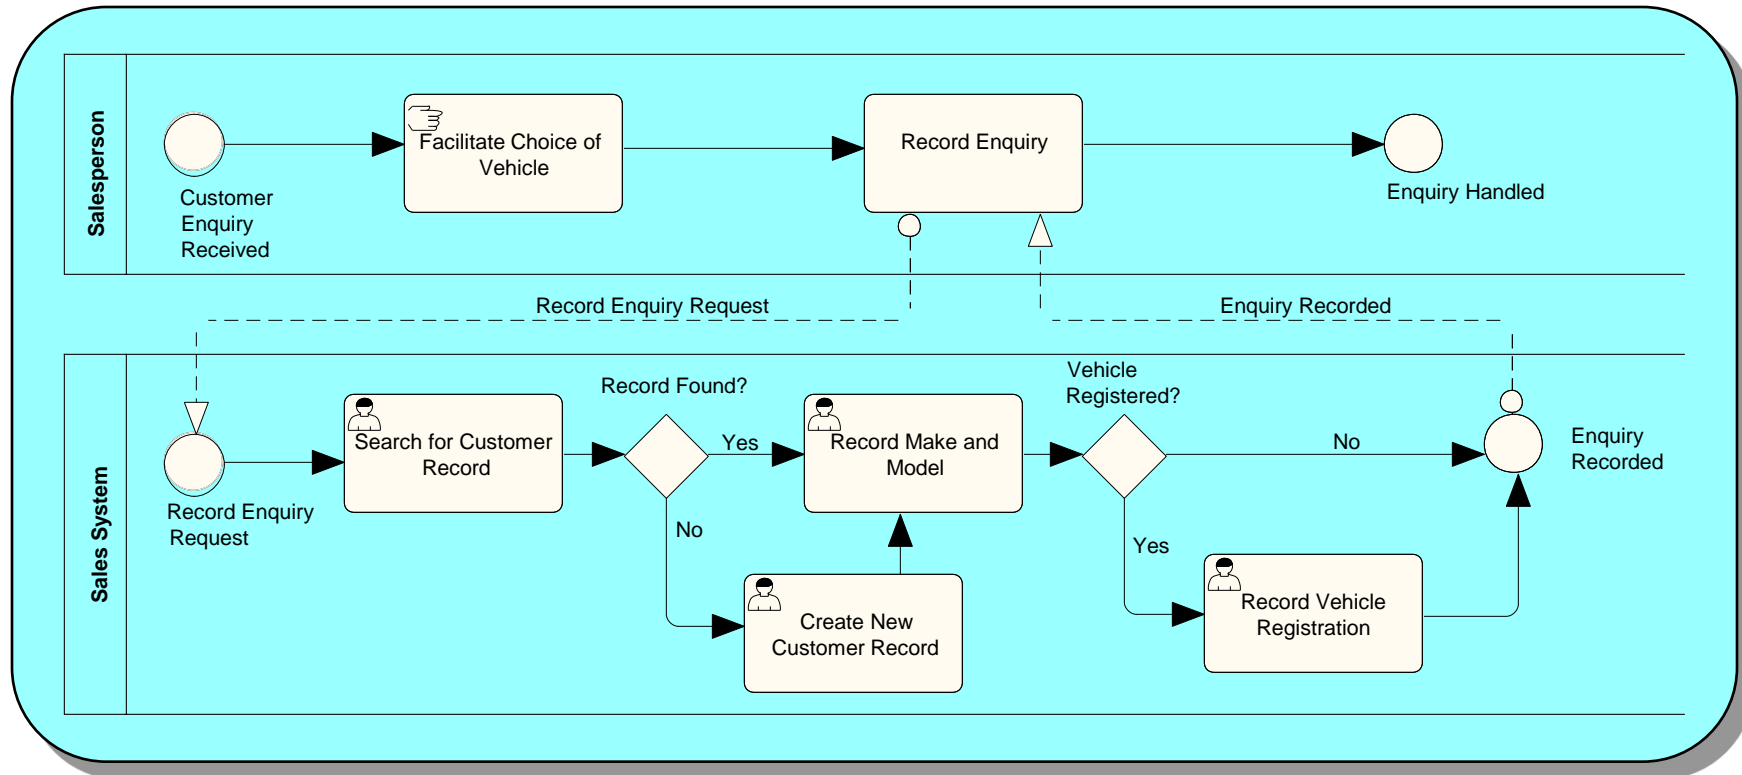 Salesperson
Facilitate Choice of
Vehicle
Record Enquiry
Customer
Enquiry
Received
Enquiry Handled
Record Enquiry Request
Enquiry Recorded
Sales System
Record Found?
Vehicle
Registered?
Search for Customer
Record
Yes
Record Make and
Model
No
Enquiry
Recorded
Record Enquiry
Request
No
Yes
Create New
Customer Record
Record Vehicle
Registration